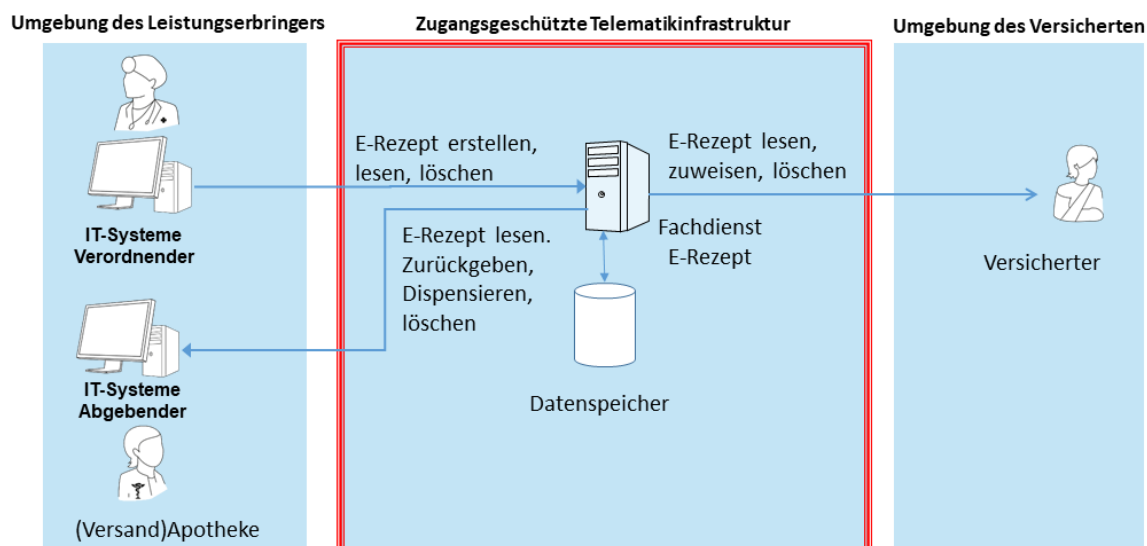 Umgebung des Leistungserbringers
Zugangsgeschützte Telematikinfrastruktur
Umgebung des Versicherten
E-Rezept erstellen,
lesen, löschen
E-Rezept lesen,
zuweisen, löschen
IT-Systeme
Verordnender
E-Rezept lesen.
Zurückgeben,
Dispensieren,
löschen
Fachdienst
E-Rezept
Versicherter
IT-Systeme
Abgebender
Datenspeicher
(Versand)Apotheke